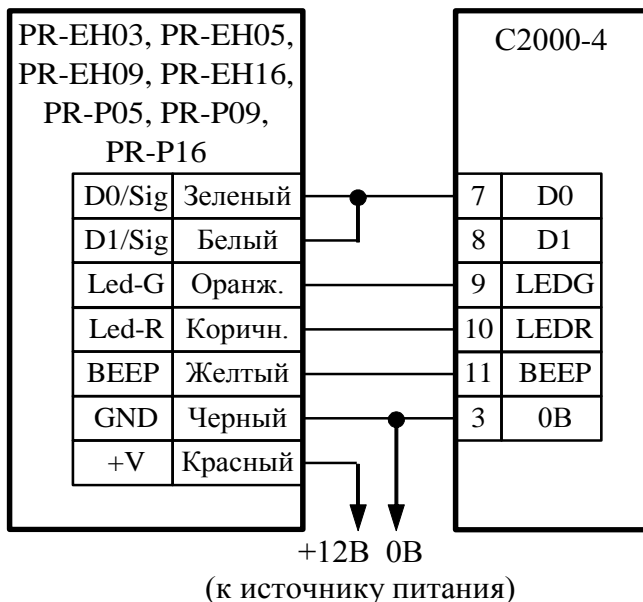 PR-EH03, PR-EH05,
PR-EH09, PR-EH16,
PR-P05, PR-P09,
PR-P16
C2000-4
D0/Sig Зеленый 7 D0
D1/Sig Белый 8 D1
Led-G Оранж. 9 LEDG
Led-R Коричн. 10 LEDR
BEEP Желтый 11 BEEP
GND Черный 3 0В
+V Красный
+12В 0В
(к источнику питания)